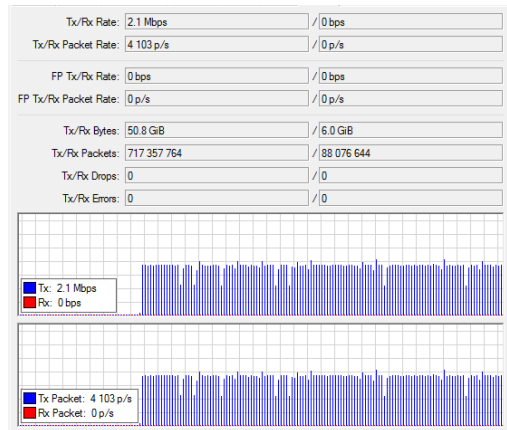 Tx/Rx Rate: 2.1 Mbps / 0 bps
Tx/Rx Packet Rate: 4 103 p/s / 0 p/s
FP Tx/Rx Rate: 0 bps / 0 bps
FP Tx/Rx Packet Rate: 0 p/s / 0 p/s
Tx/Rx Bytes: 50.8 GiB / 6.0 GiB
Tx/Rx Packets: 717 357 764 / 88 076 644
Tx/Rx Drops: 0 / 0
Tx/Rx Errors: 0 / 0
Tx: 2.1 Mbps
Rx: 0 bps
Tx Packet: 4 103 p/s
Rx Packet: 0 p/s